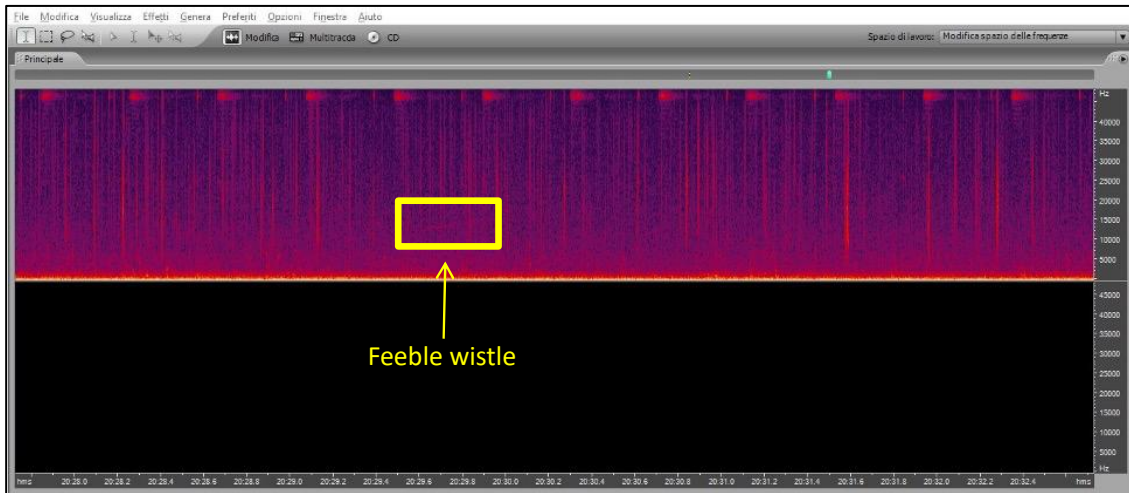 File Modifica Visualizza Effetti Genera Preferiti Opzioni Finestra Aiuto
Modifica Multitraccia CD Spazio di lavoro: Modifica spazio delle frequenze
Principale
Hz
40000
35000
30000
25000
20000
15000
10000
5000
Feeble wistle
45000
40000
35000
30000
25000
20000
15000
10000
5000
Hz
hms 20:28.0 20:28.2 20:28.4 20:28.6 20:28.8 20:29.0 20:29.2 20:29.4 20:29.6 20:29.8 20:30.0 20:30.2 20:30.4 20:30.6 20:30.8 20:31.0 20:31.2 20:31.4 20:31.6 20:31.8 20:32.0 20:32.2 20:32.4 hms